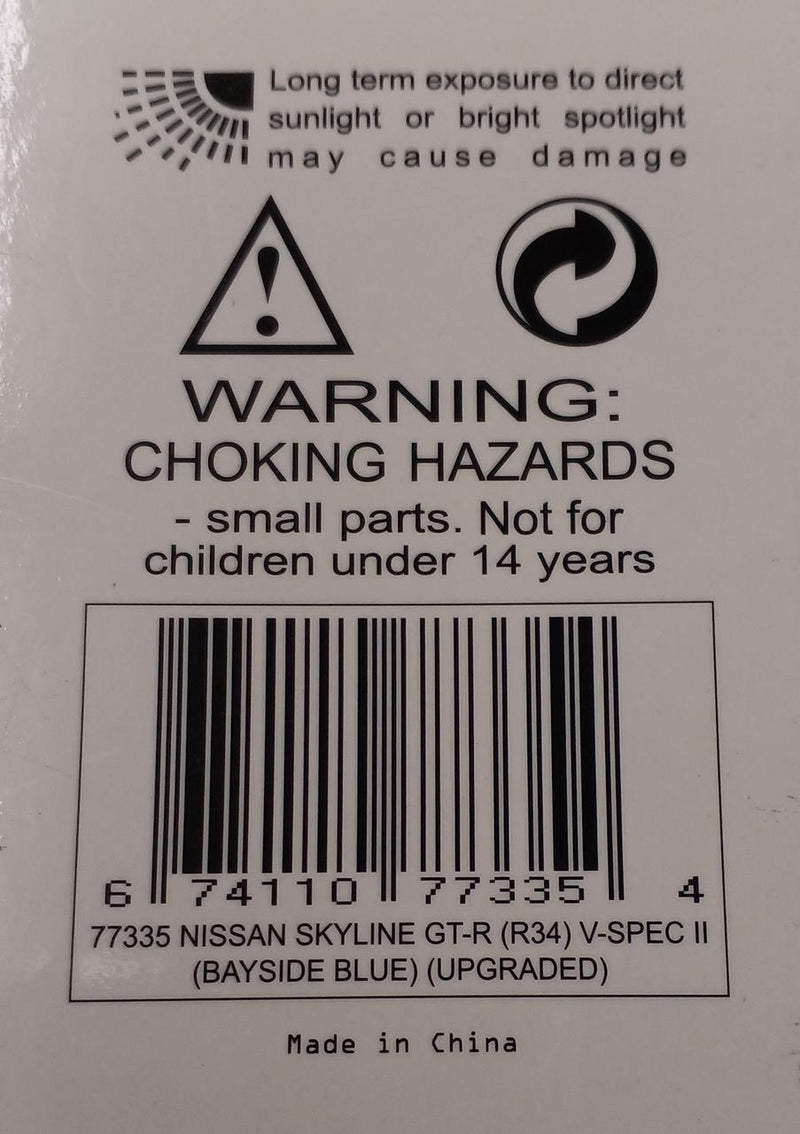 Long term exposure to direct
sunlight or bright spotlight
may cause damage
WARNING:
CHOKING HAZARDS
- small parts. Not for
children under 14 years
6 74110 77335 4
77335 NISSAN SKYLINE GT-R (R34) V-SPEC II
(BAYSIDE BLUE) (UPGRADED)
Made in China